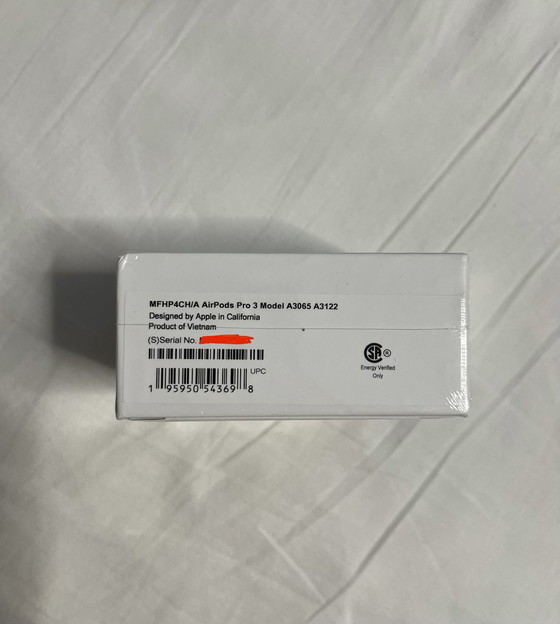 MFHP4CH/A AirPods Pro 3 Model A3065 A3122
Designed by Apple in California
Product of Vietnam
(S)Serial No.
UPC
1 95950 54369 8
SA ®
Energy Verified
Only